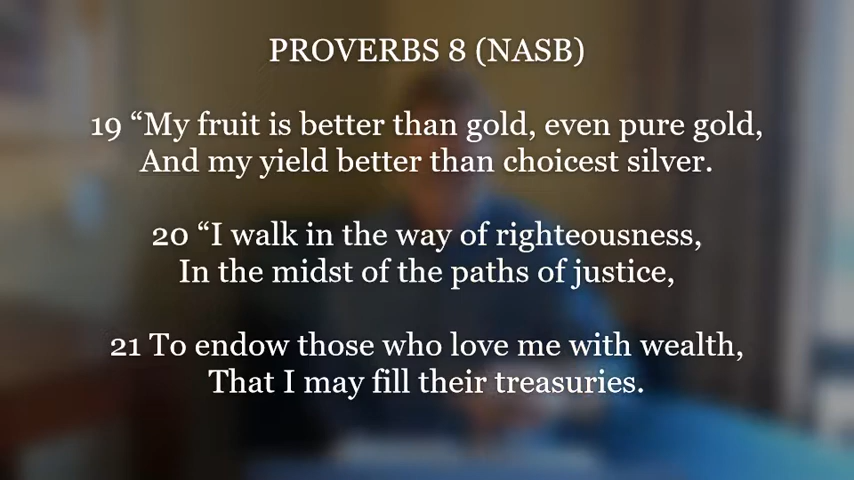 PROVERBS 8 (NASB)
19 “My fruit is better than gold, even pure gold,
And my yield better than choicest silver.
20 “I walk in the way of righteousness,
In the midst of the paths of justice,
21 To endow those who love me with wealth,
That I may fill their treasuries.